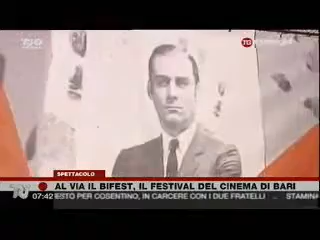 SPETTACOLO
AL VIA IL BIFEST, IL FESTIVAL DEL CINEMA DI BARI
07:42 ESTO PER COSENTINO, IN CARCERE CON I DUE FRATELLI STAMINA